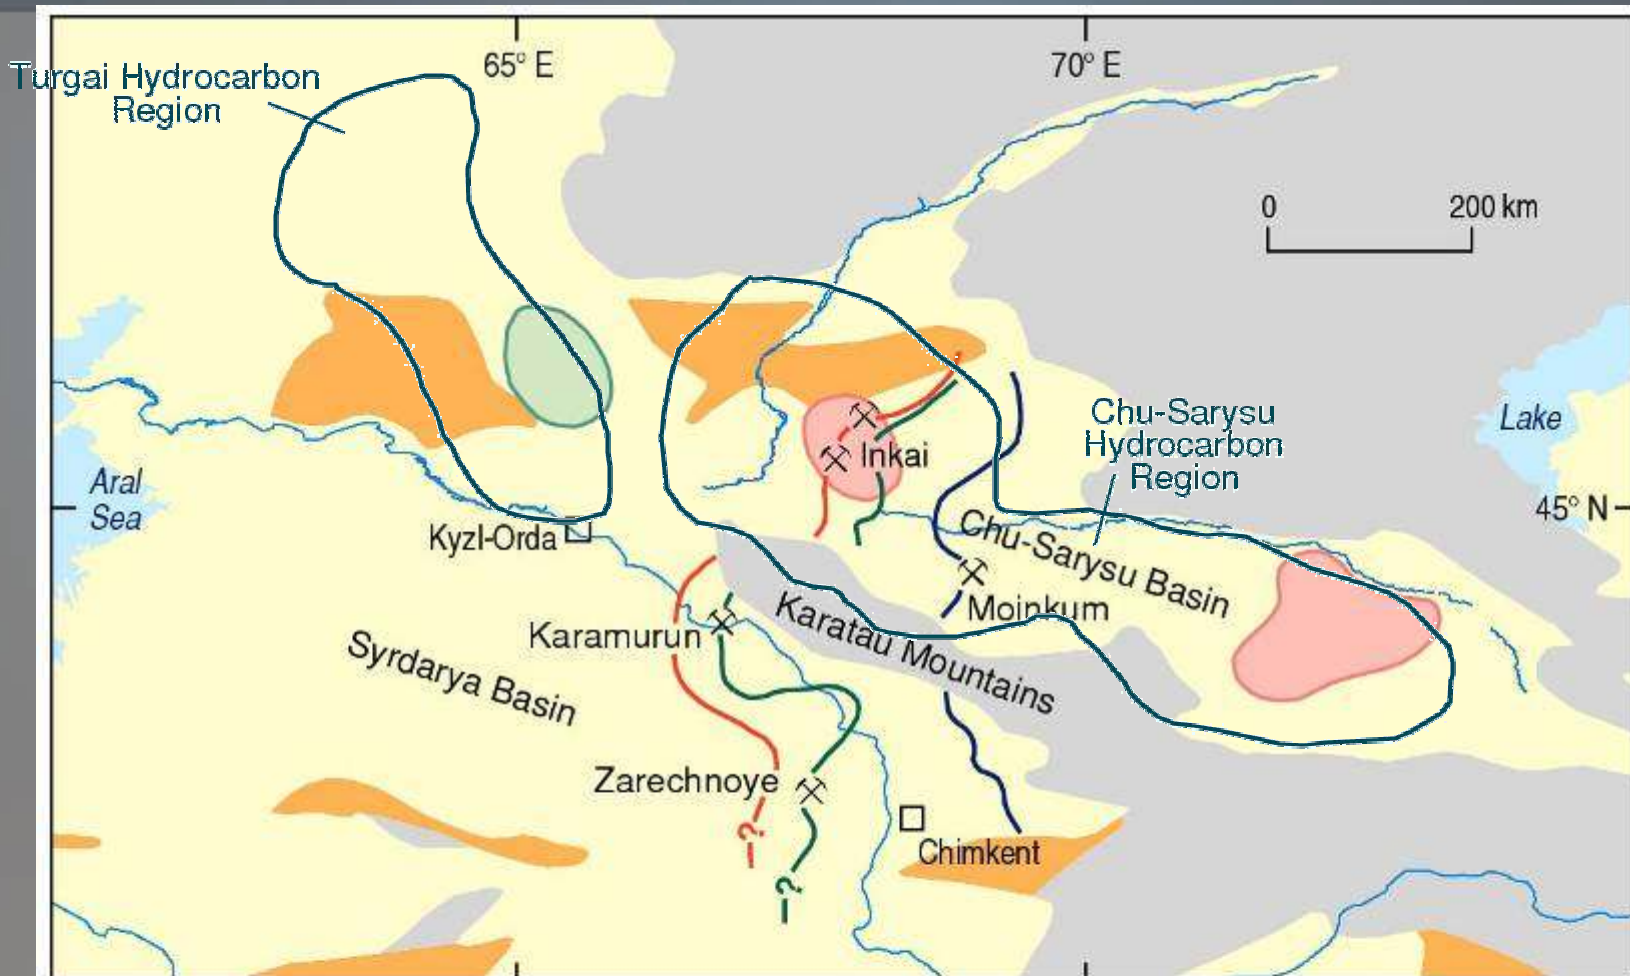 65° E
70° E
Turgai Hydrocarbon
Region
0
200 km
Chu-Sarysu
Hydrocarbon
Region
Lake
Inkai
Aral
Sea
45° N
Kyzl-Orda
Chu-Sarysu Basin
Moinkum
Karatau Mountains
Karamurun
Syrdarya Basin
Zarechnoye
?
Chimkent
?